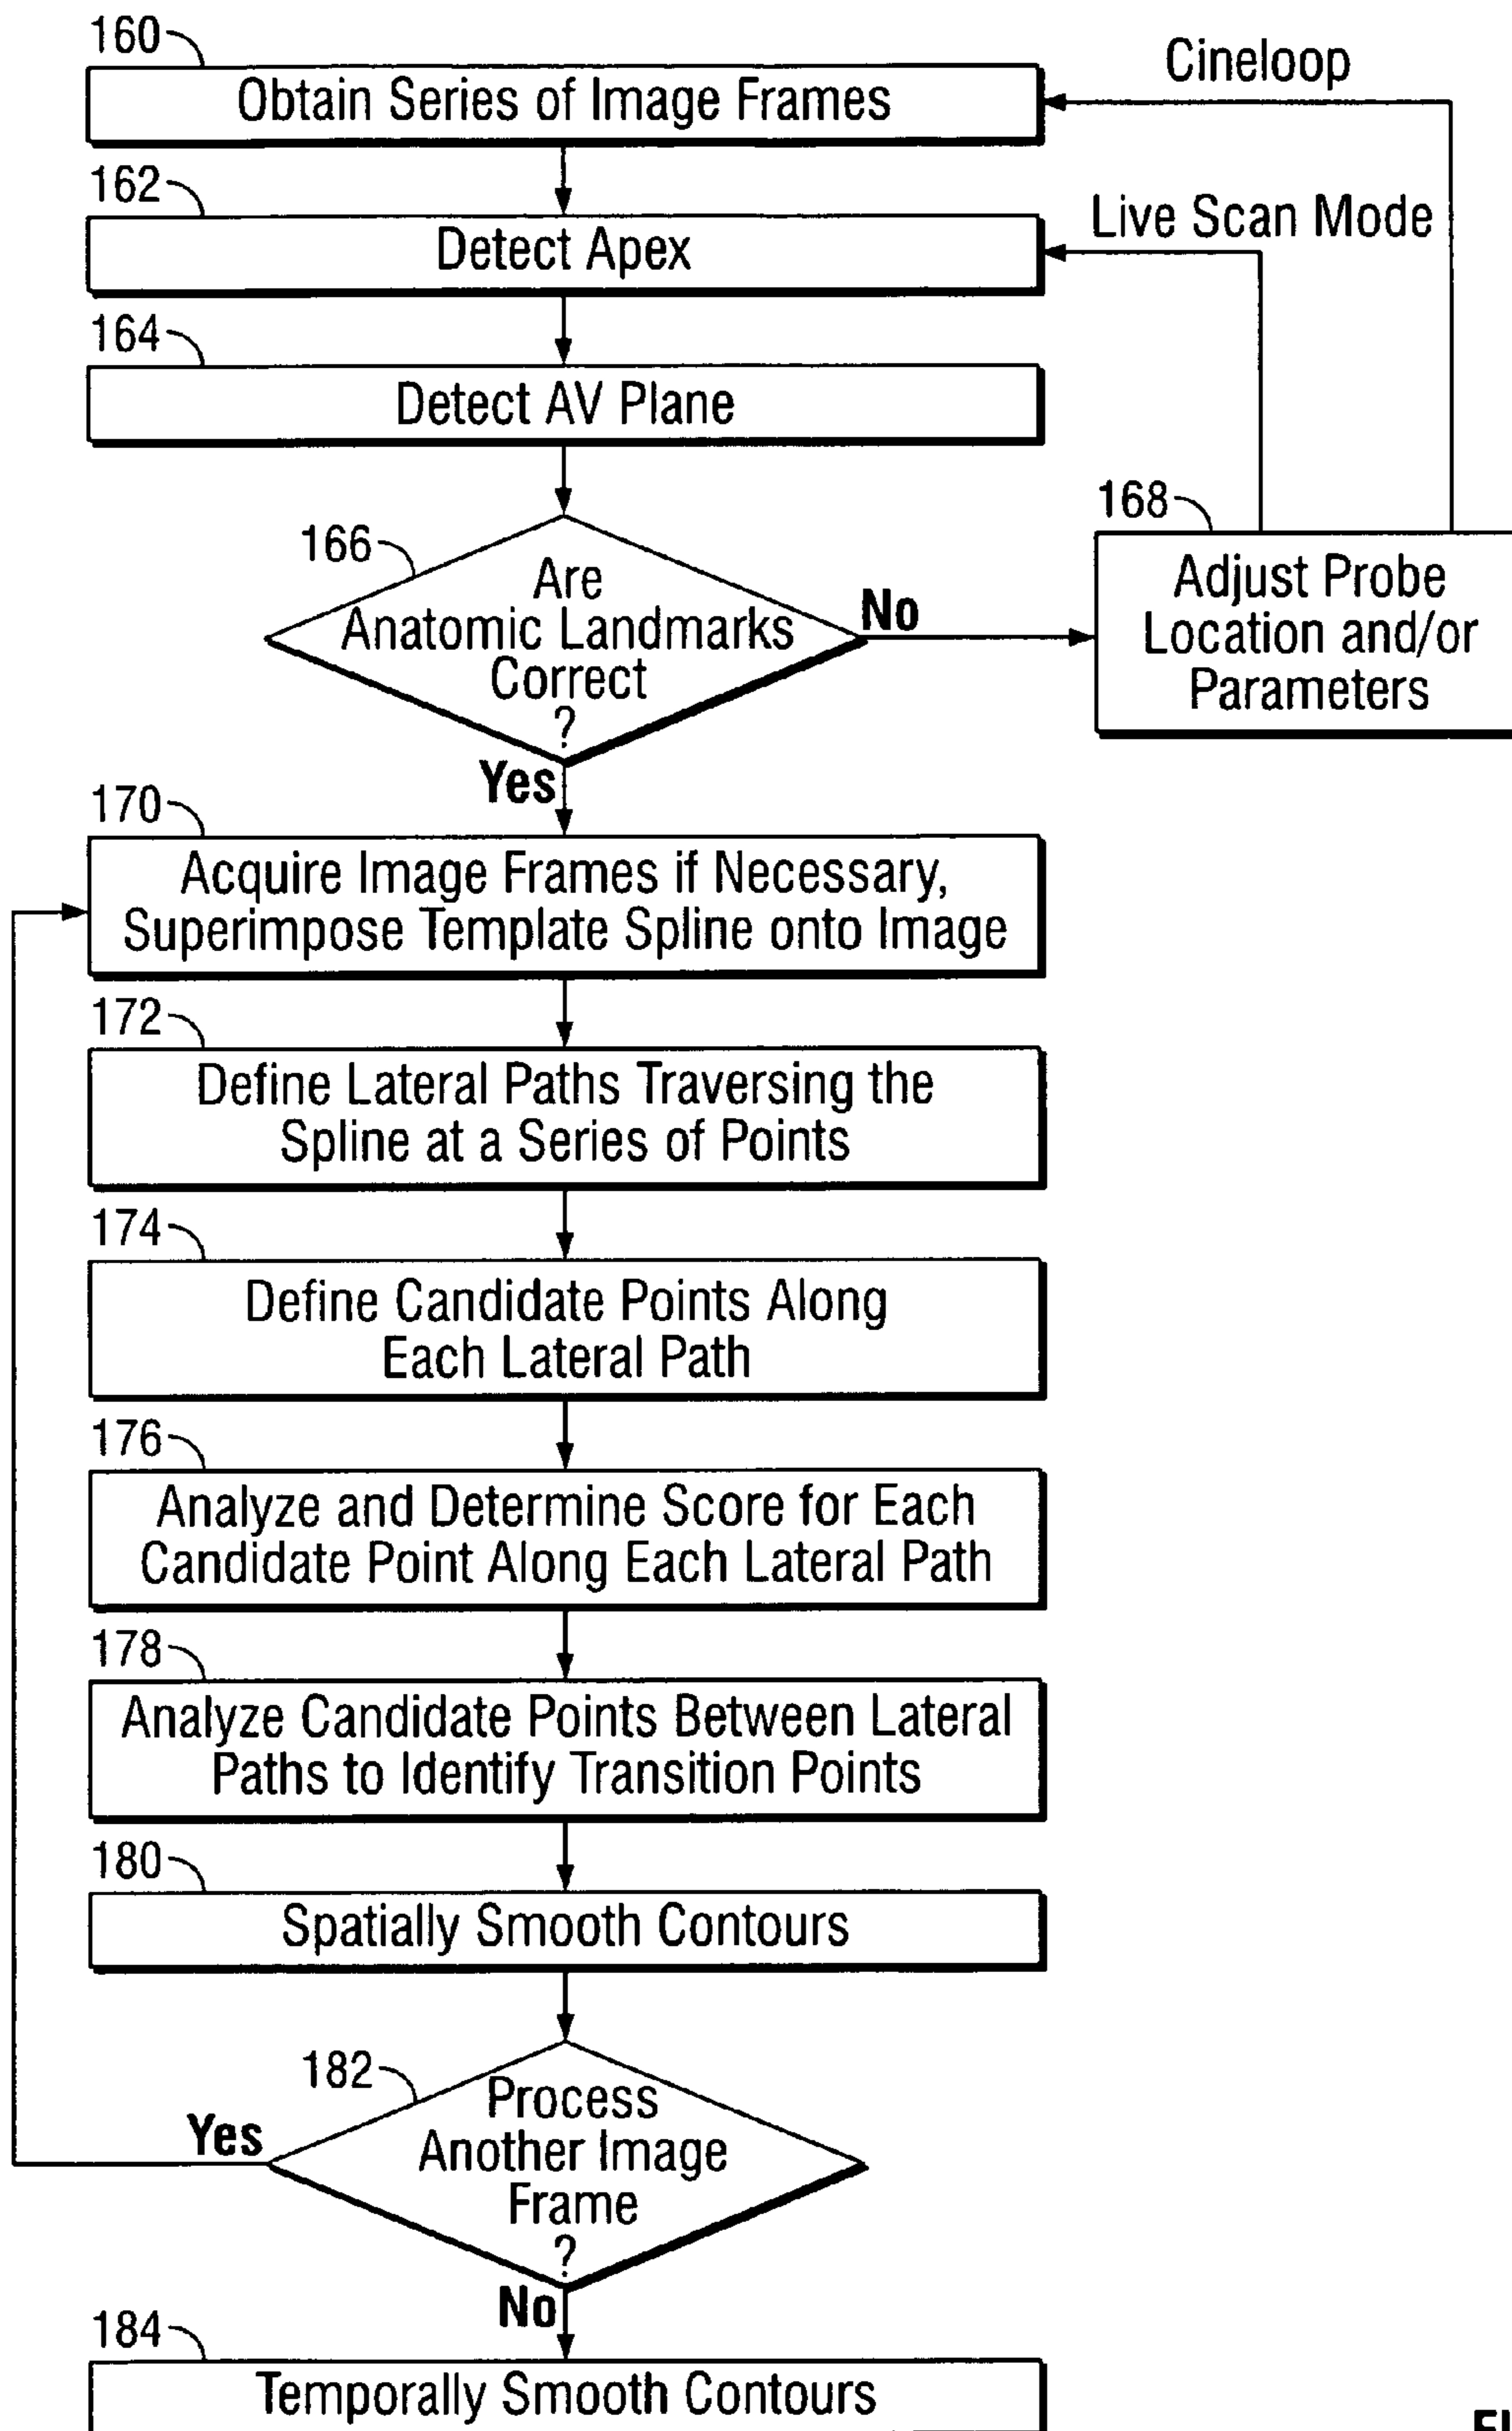 160
Obtain Series of Image Frames
Cineloop
162
Detect Apex
Live Scan Mode
164
Detect AV Plane
166
Are
Anatomic Landmarks
Correct
?
No
168
Adjust Probe
Location and/or
Parameters
Yes
170
Acquire Image Frames if Necessary,
Superimpose Template Spline onto Image
172
Define Lateral Paths Traversing the
Spline at a Series of Points
174
Define Candidate Points Along
Each Lateral Path
176
Analyze and Determine Score for Each
Candidate Point Along Each Lateral Path
178
Analyze Candidate Points Between Lateral
Paths to Identify Transition Points
180
Spatially Smooth Contours
182
Process
Another Image
Frame
?
Yes
No
184
Temporally Smooth Contours